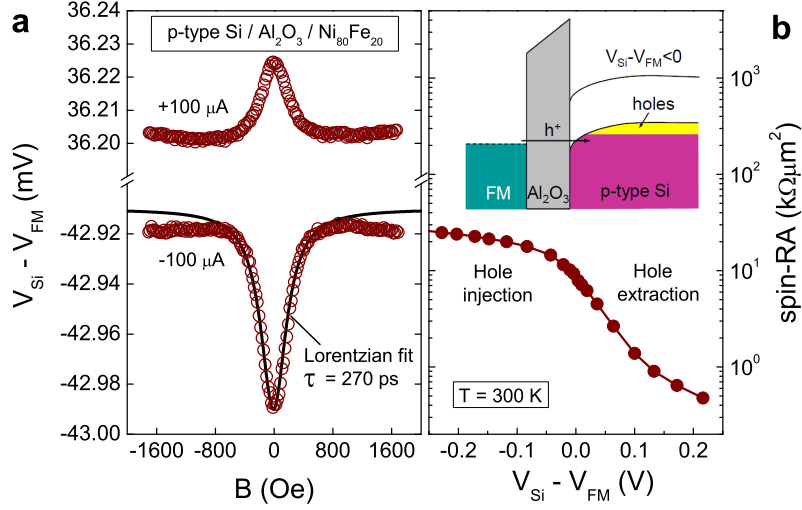 a
p-type Si / Al2O3 / Ni80Fe20
36.24
36.23
36.22
36.21
36.20
-42.92
-42.94
-42.96
-42.98
-43.00
VSi - VFM (mV)
+100 μA
-100 μA
Lorentzian fit
τ = 270 ps
-1600
-800
0
800
1600
B (Oe)
b
VSi-VFM<0
holes
h+
FM
Al2O3
p-type Si
Hole
injection
Hole
extraction
T = 300 K
10^3
10^2
10^1
10^0
spin-RA (kΩμm2)
-0.2
-0.1
0.0
0.1
0.2
VSi - VFM (V)